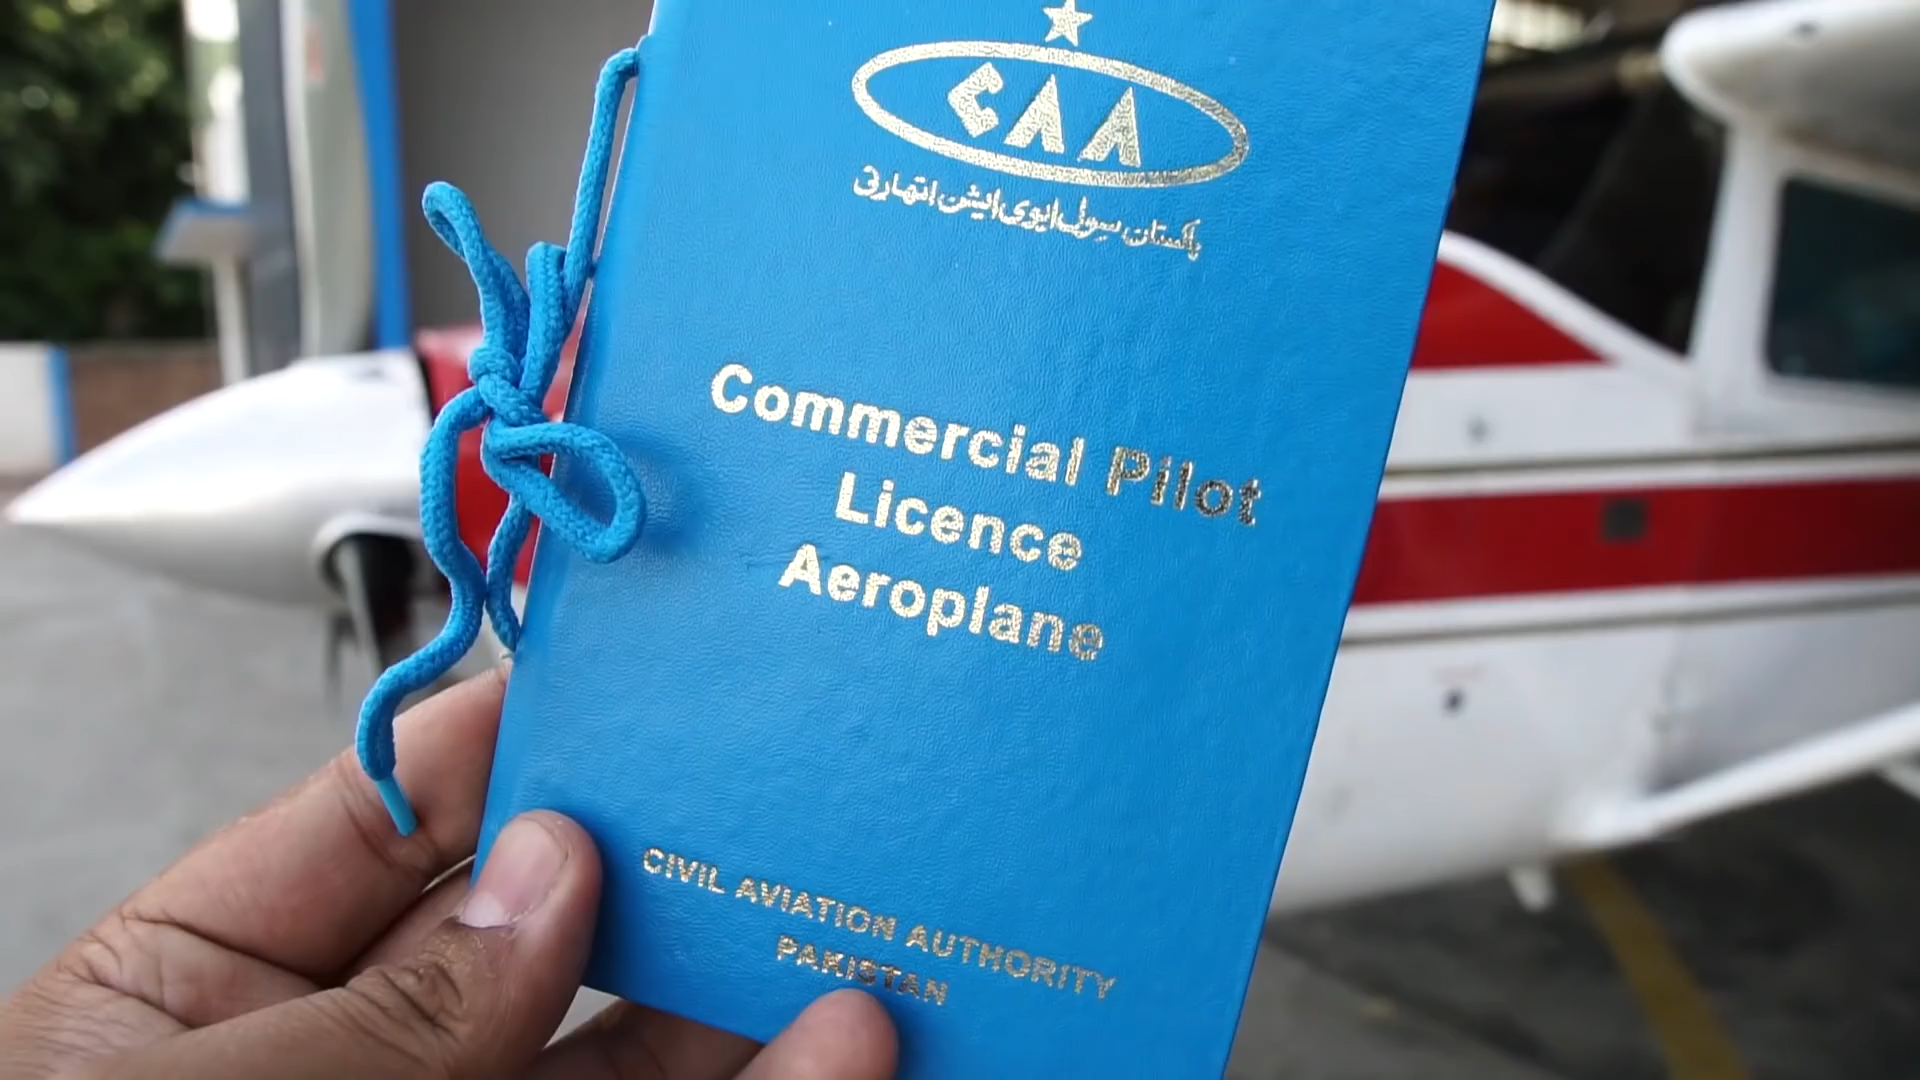 CAA
پاکستان سول ایوی ایشن اتھارٹی
Commercial Pilot
Licence
Aeroplane
CIVIL AVIATION AUTHORITY
PAKISTAN